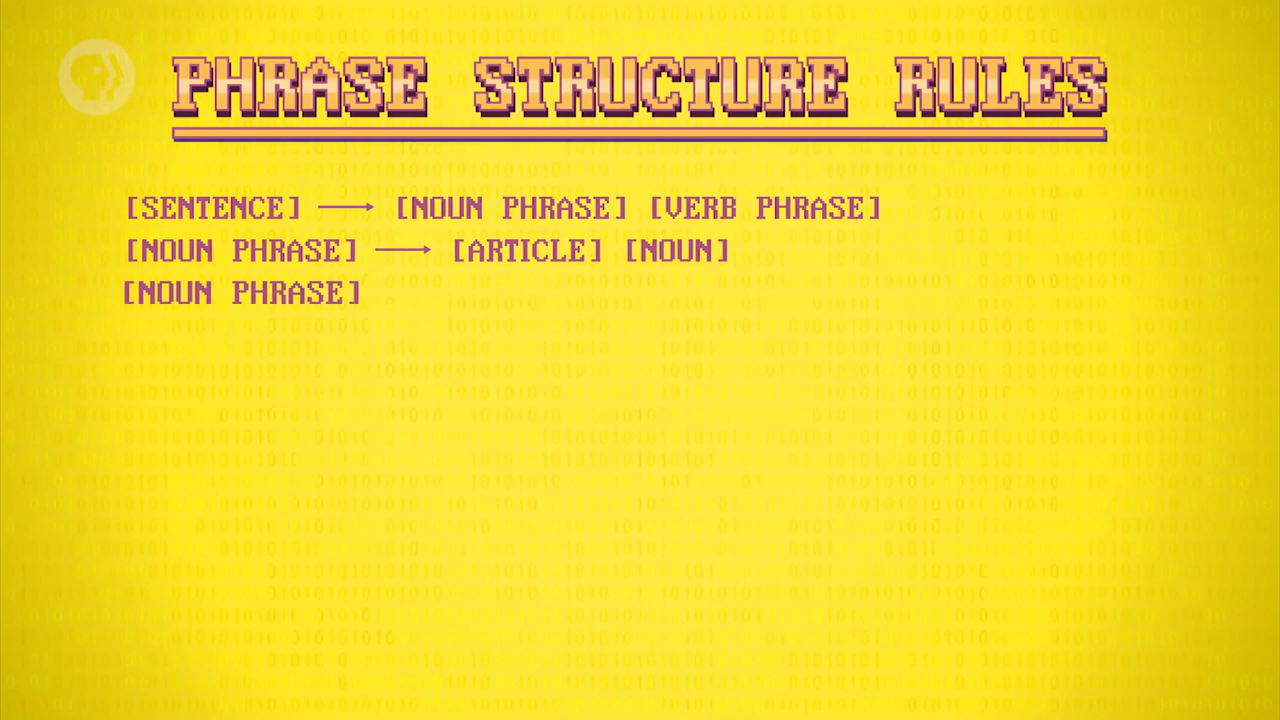 PHRASE STRUCTURE RULES
[SENTENCE] ⟶ [NOUN PHRASE] [VERB PHRASE]
[NOUN PHRASE] ⟶ [ARTICLE] [NOUN]
[NOUN PHRASE]